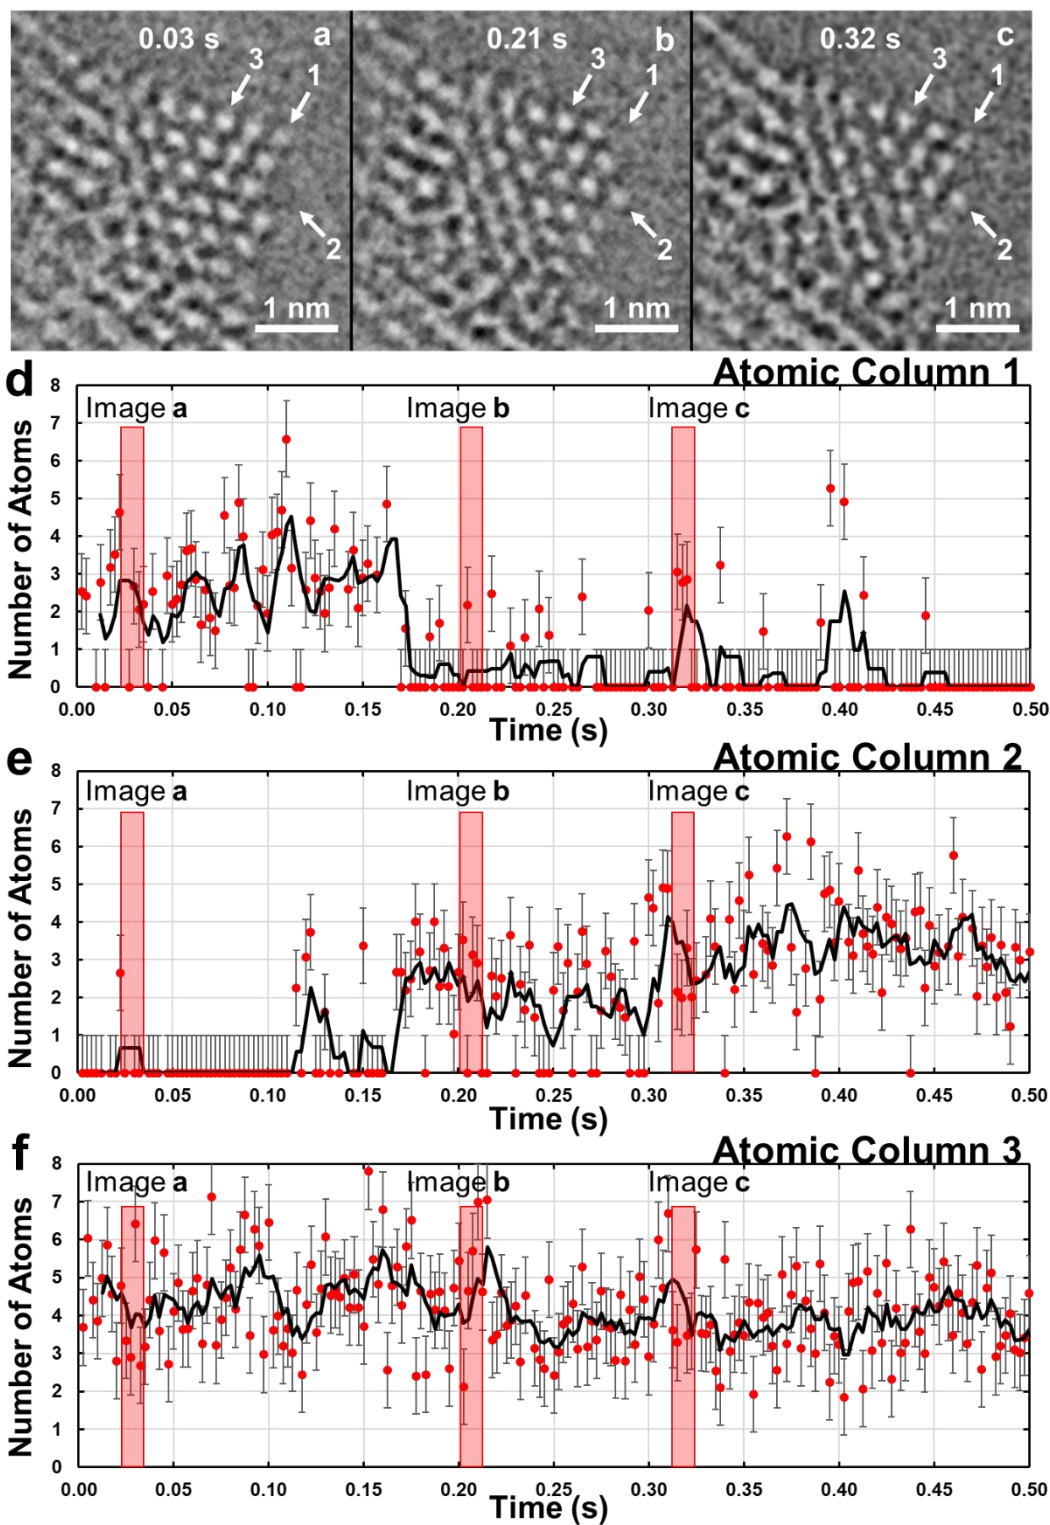 0.03 s a
3
1
2
1 nm
0.21 s b
3
1
2
1 nm
0.32 s c
3
1
2
1 nm
d
Atomic Column 1
Image a Image b Image c
Number of Atoms
8
7
6
5
4
3
2
1
0
0.00 0.05 0.10 0.15 0.20 0.25 0.30 0.35 0.40 0.45 0.50
Time (s)
e
Atomic Column 2
Image a Image b Image c
Number of Atoms
8
7
6
5
4
3
2
1
0
0.00 0.05 0.10 0.15 0.20 0.25 0.30 0.35 0.40 0.45 0.50
Time (s)
f
Atomic Column 3
Image a Image b Image c
Number of Atoms
8
7
6
5
4
3
2
1
0
0.00 0.05 0.10 0.15 0.20 0.25 0.30 0.35 0.40 0.45 0.50
Time (s)